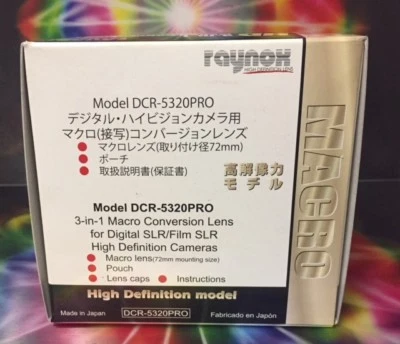 raynox
HIGH DEFINITION LENS
Model DCR-5320PRO
デジタル・ハイビジョンカメラ用
マクロ(接写)コンバージョンレンズ
● マクロレンズ(取り付け径72mm)
● ポーチ
● 取扱説明書(保証書)
高解像力
モデル
MACRO
Model DCR-5320PRO
3-in-1 Macro Conversion Lens
for Digital SLR/Film SLR
High Definition Cameras
● Macro lens(72mm mounting size)
● Pouch
● Lens caps ● Instructions
High Definition model
Made in Japan DCR-5320PRO Fabricado en Japón